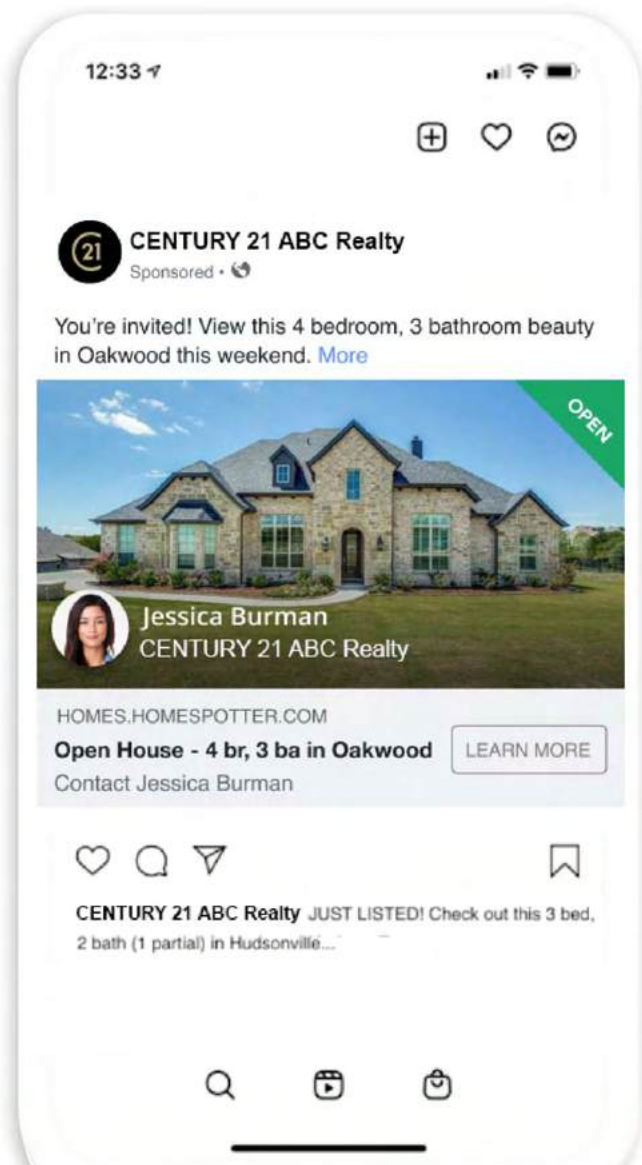 12:33
21
CENTURY 21 ABC Realty
Sponsored •
You're invited! View this 4 bedroom, 3 bathroom beauty
in Oakwood this weekend. More
OPEN
Jessica Burman
CENTURY 21 ABC Realty
HOMES.HOMESPOTTER.COM
Open House - 4 br, 3 ba in Oakwood
LEARN MORE
Contact Jessica Burman
CENTURY 21 ABC Realty JUST LISTED! Check out this 3 bed,
2 bath (1 partial) in Hudsonville...